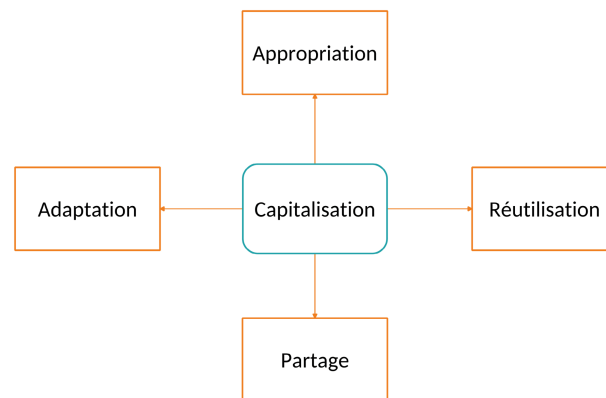 Appropriation
Adaptation
Capitalisation
Réutilisation
Partage